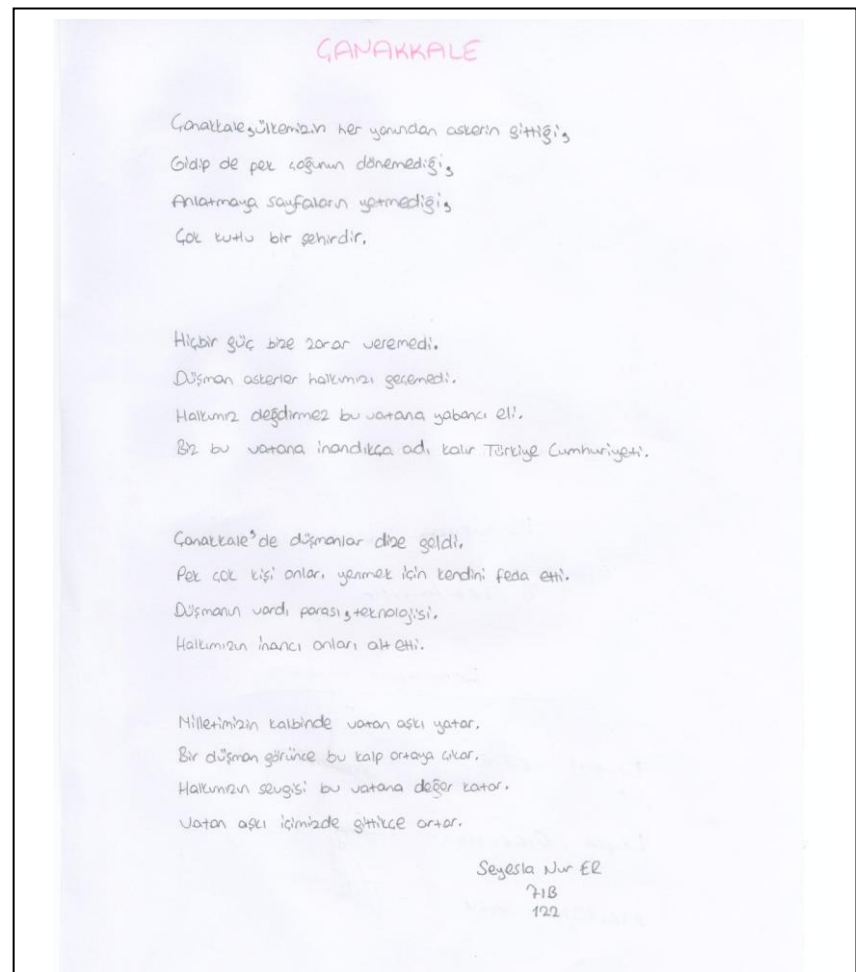 ÇANAKKALE
Çanakkale, ülkemizin her yanından askerin gittiği,
Gidip de pek çoğunun dönemediği,
Anlatmaya sayfaların yetmediği,
Çok kutlu bir şehirdir.
Hiçbir güç bize zarar veremedi.
Düşman askerler halkımızı geçemedi.
Halkımız değdirmez bu vatana yabancı eli.
Biz bu vatana inandıkça adı kalır Türkiye Cumhuriyeti.
Çanakkale'de düşmanlar dize geldi.
Pek çok kişi onları yenmek için kendini feda etti.
Düşmanın vardı parası, teknolojisi.
Halkımızın inancı onları alt etti.
Milletimizin kalbinde vatan aşkı yatar.
Bir düşman görünce bu kalp ortaya çıkar.
Halkımızın sevgisi bu vatana değer katar.
Vatan aşkı içimizde gittikçe artar.
Nur ER
7/B
122